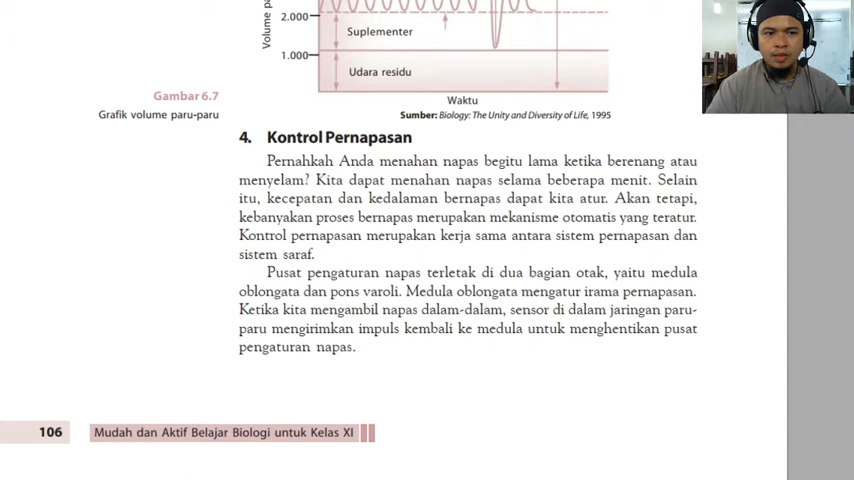 Volume pa
2.000
Suplementer
1.000
Udara residu
Waktu
Gambar 6.7
Grafik volume paru-paru
Sumber: Biology: The Unity and Diversity of Life, 1995
4. Kontrol Pernapasan
Pernahkah Anda menahan napas begitu lama ketika berenang atau
menyelam? Kita dapat menahan napas selama beberapa menit. Selain
itu, kecepatan dan kedalaman bernapas dapat kita atur. Akan tetapi,
kebanyakan proses bernapas merupakan mekanisme otomatis yang teratur.
Kontrol pernapasan merupakan kerja sama antara sistem pernapasan dan
sistem saraf.
Pusat pengaturan napas terletak di dua bagian otak, yaitu medula
oblongata dan pons varoli. Medula oblongata mengatur irama pernapasan.
Ketika kita mengambil napas dalam-dalam, sensor di dalam jaringan paru-
paru mengirimkan impuls kembali ke medula untuk menghentikan pusat
pengaturan napas.
106
Mudah dan Aktif Belajar Biologi untuk Kelas XI